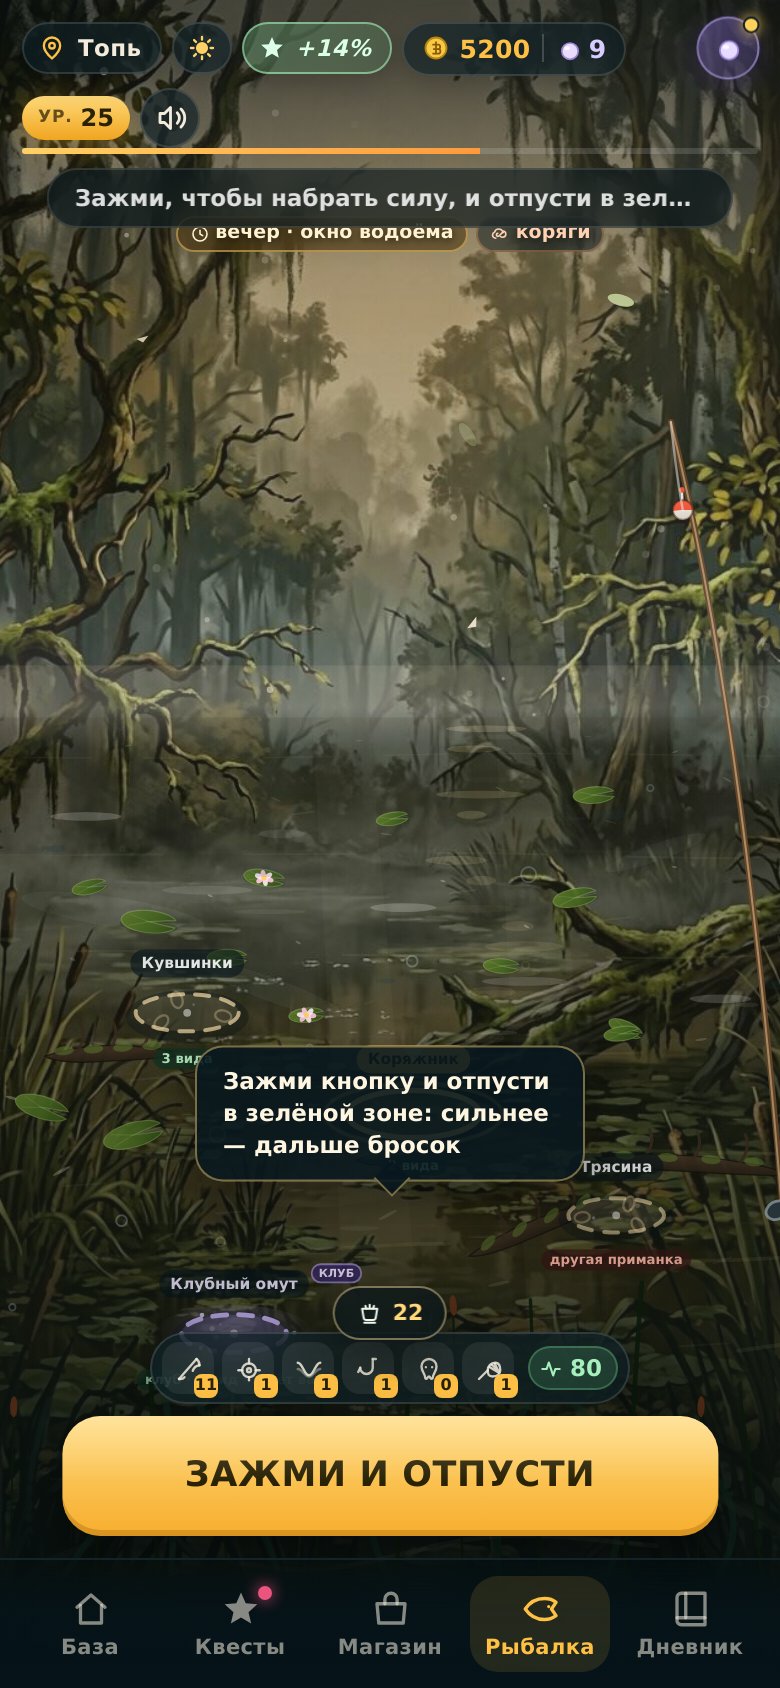 Топь
+14%
5200
9
УР. 25
Зажми, чтобы набрать силу, и отпусти в зел...
вечер · окно водоёма
коряги
Кувшинки
3 вида
Коряжник
Зажми кнопку и отпусти
в зелёной зоне: сильнее
— дальше бросок
вида
Трясина
другая приманка
КЛУБ
Клубный омут
22
11
1
1
1
0
1
80
ЗАЖМИ И ОТПУСТИ
База
Квесты
Магазин
Рыбалка
Дневник